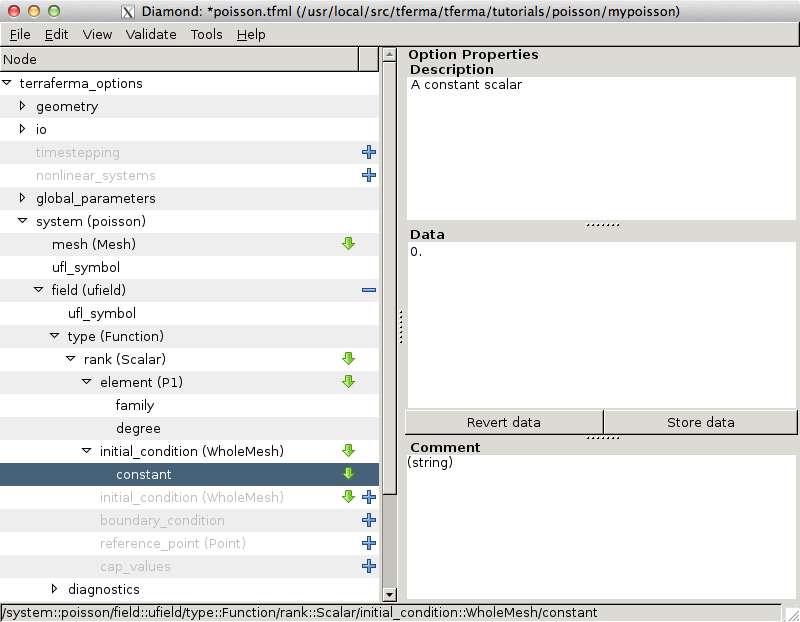 Diamond: *poisson.tfml (/usr/local/src/tferma/tferma/tutorials/poisson/mypoisson)
File Edit View Validate Tools Help
Node
terraferma_options
geometry
io
timestepping
nonlinear_systems
global_parameters
system (poisson)
mesh (Mesh)
ufl_symbol
field (ufield)
ufl_symbol
type (Function)
rank (Scalar)
element (P1)
family
degree
initial_condition (WholeMesh)
constant
initial_condition (WholeMesh)
boundary_condition
reference_point (Point)
cap_values
diagnostics
Option Properties
Description
A constant scalar
Data
0.
Revert data Store data
Comment
(string)
/system::poisson/field::ufield/type::Function/rank::Scalar/initial_condition::WholeMesh/constant